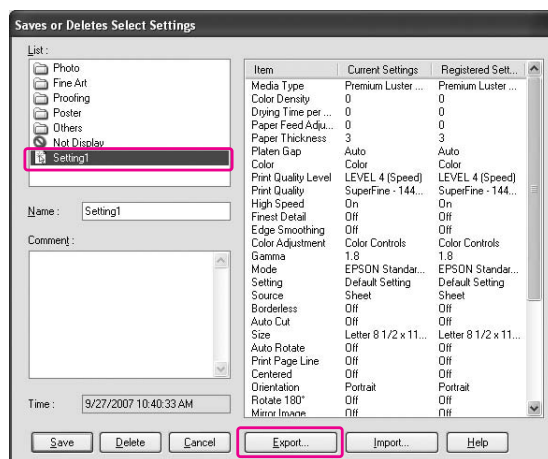 Saves or Deletes Select Settings
List :
Photo
Fine Art
Proofing
Poster
Others
Not Display
Setting1
Name : Setting1
Comment:
Time : 9/27/2007 10:40:33 AM
Item Current Settings Registered Sett...
Media Type Premium Luster ... Premium Luster ...
Color Density 0 0
Drying Time per ... 0 0
Paper Feed Adju... 0 0
Paper Thickness 3 3
Platen Gap Auto Auto
Color Color Color
Print Quality Level LEVEL 4 (Speed) LEVEL 4 (Speed)
Print Quality SuperFine - 144... SuperFine - 144...
High Speed On On
Finest Detail Off Off
Edge Smoothing Off Off
Color Adjustment Color Controls Color Controls
Gamma 1.8 1.8
Mode EPSON Standar... EPSON Standar...
Setting Default Setting Default Setting
Source Sheet Sheet
Borderless Off Off
Auto Cut Off Off
Size Letter 8 1/2 x 11... Letter 8 1/2 x 11...
Auto Rotate Off Off
Print Page Line Off Off
Centered Off Off
Orientation Portrait Portrait
Rotate 180° Off Off
Mirror Image Off Off
Save Delete Cancel Export... Import... Help